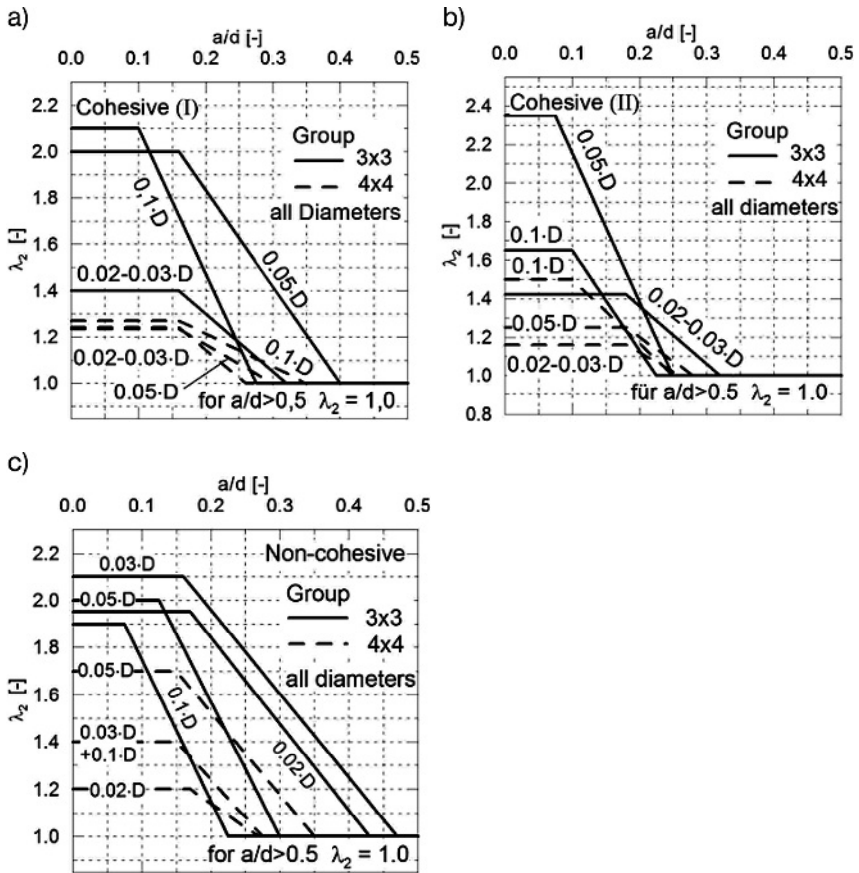 a)
a/d [-]
0.0 0.1 0.2 0.3 0.4 0.5
λ₂ [-]
2.2
2.0
1.8
1.6
1.4
1.2
1.0
Cohesive (I)
Group
3x3
4x4
all Diameters
0,1·D
0.05·D
0.02-0.03·D
0.1·D
0.02-0.03·D
0.05·D
for a/d>0,5 λ₂ = 1,0
b)
a/d [-]
0.0 0.1 0.2 0.3 0.4 0.5
λ₂ [-]
2.4
2.2
2.0
1.8
1.6
1.4
1.2
1.0
0.8
Cohesive (II)
Group
3x3
4x4
all diameters
0.05·D
0.1·D
0.1·D
0.02-0.03·D
0.05·D
0.02-0.03·D
für a/d>0.5 λ₂ = 1.0
c)
a/d [-]
0.0 0.1 0.2 0.3 0.4 0.5
λ₂ [-]
2.2
2.0
1.8
1.6
1.4
1.2
1.0
Non-cohesive
Group
3x3
4x4
all diameters
0.03·D
0.05·D
0.05·D
0.1·D
0.03·D
+0.1·D
0.02·D
0.02·D
for a/d>0.5 λ₂ = 1.0